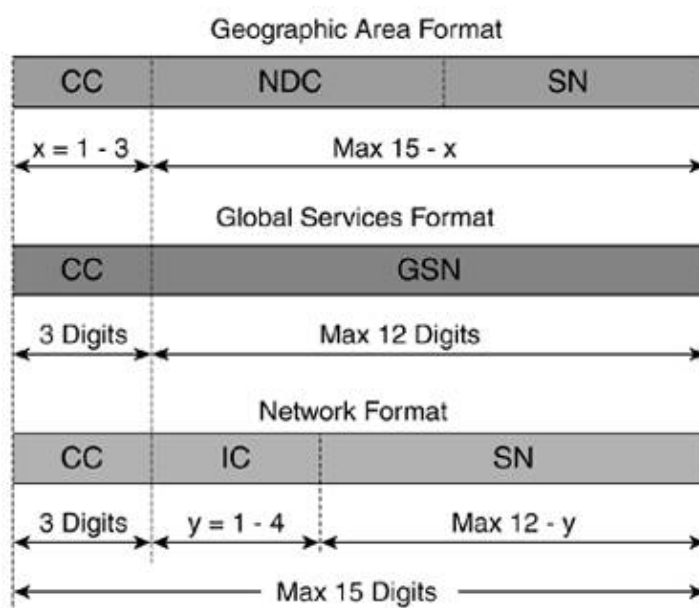 Geographic Area Format
CC NDC SN
x = 1 - 3 Max 15 - x
Global Services Format
CC GSN
3 Digits Max 12 Digits
Network Format
CC IC SN
3 Digits y = 1 - 4 Max 12 - y
Max 15 Digits